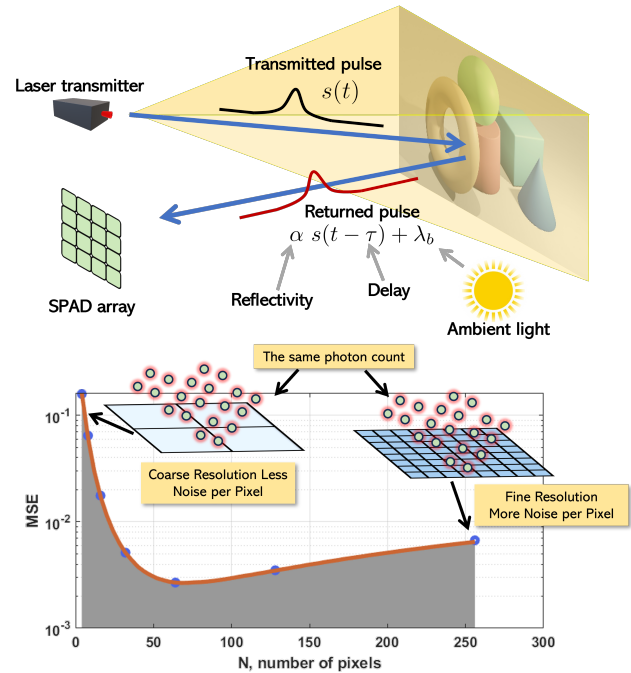 Transmitted pulse
s(t)
Laser transmitter
Returned pulse
α s(t − τ) + λ_b
SPAD array
Reflectivity
Delay
Ambient light
The same photon count
Coarse Resolution Less
Noise per Pixel
Fine Resolution
More Noise per Pixel
10^-1
10^-2
10^-3
MSE
0 50 100 150 200 250 300
N, number of pixels